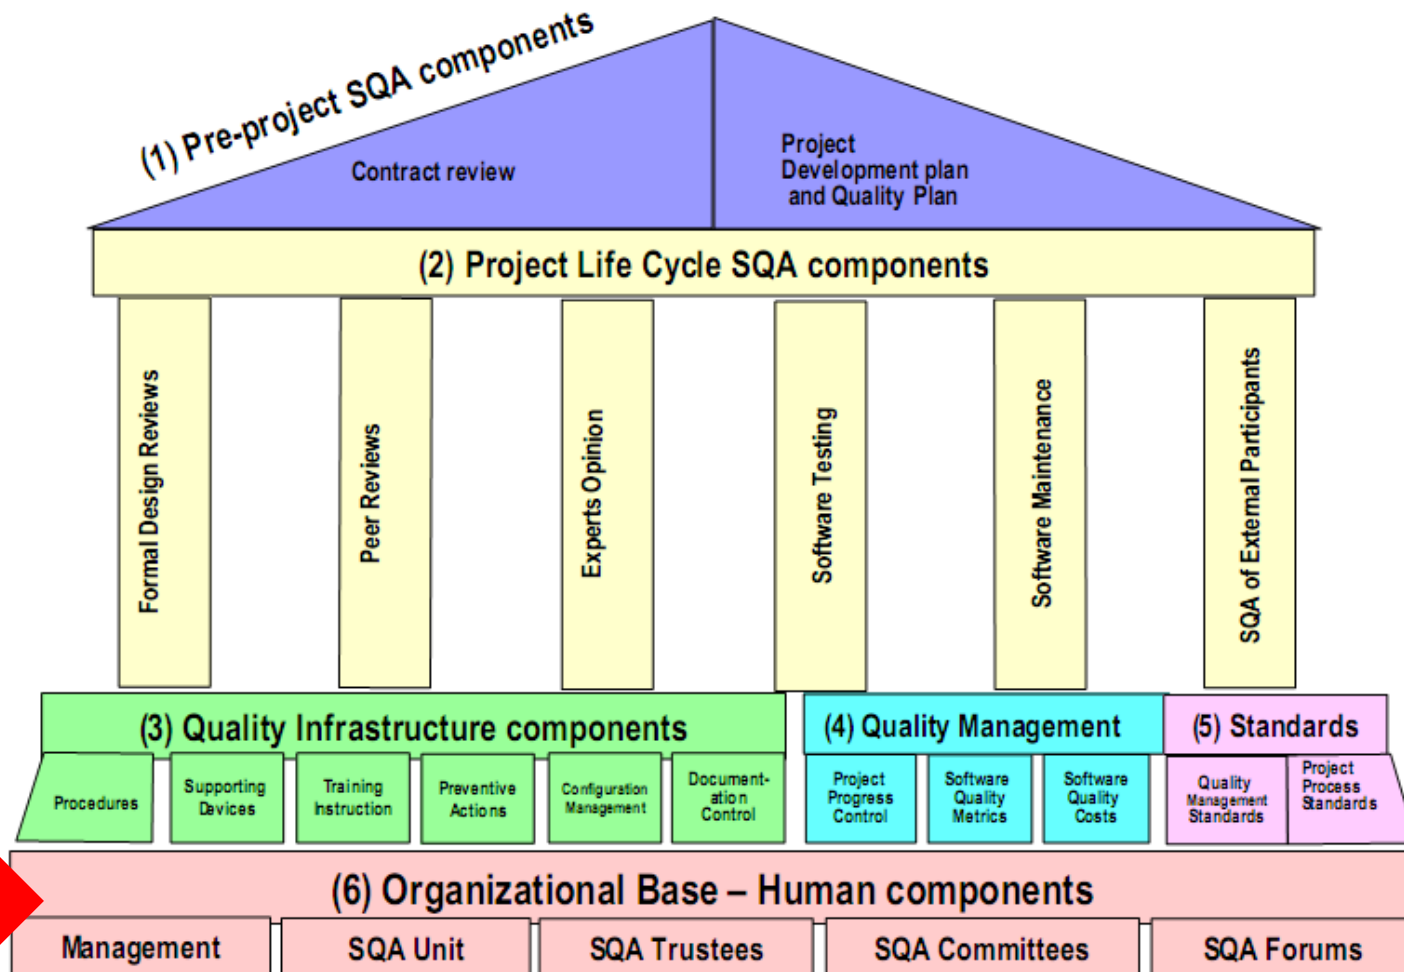 (1) Pre-project SQA components
Contract review
Project
Development plan
and Quality Plan
(2) Project Life Cycle SQA components
Formal Design Reviews
Peer Reviews
Experts Opinion
Software Testing
Software Maintenance
SQA of External Participants
(3) Quality Infrastructure components
(4) Quality Management
(5) Standards
Procedures
Supporting
Devices
Training
Instruction
Preventive
Actions
Configuration
Management
Document-
ation
Control
Project
Progress
Control
Software
Quality
Metrics
Software
Quality
Costs
Quality
Management
Standards
Project
Process
Standards
(6) Organizational Base – Human components
Management
SQA Unit
SQA Trustees
SQA Committees
SQA Forums